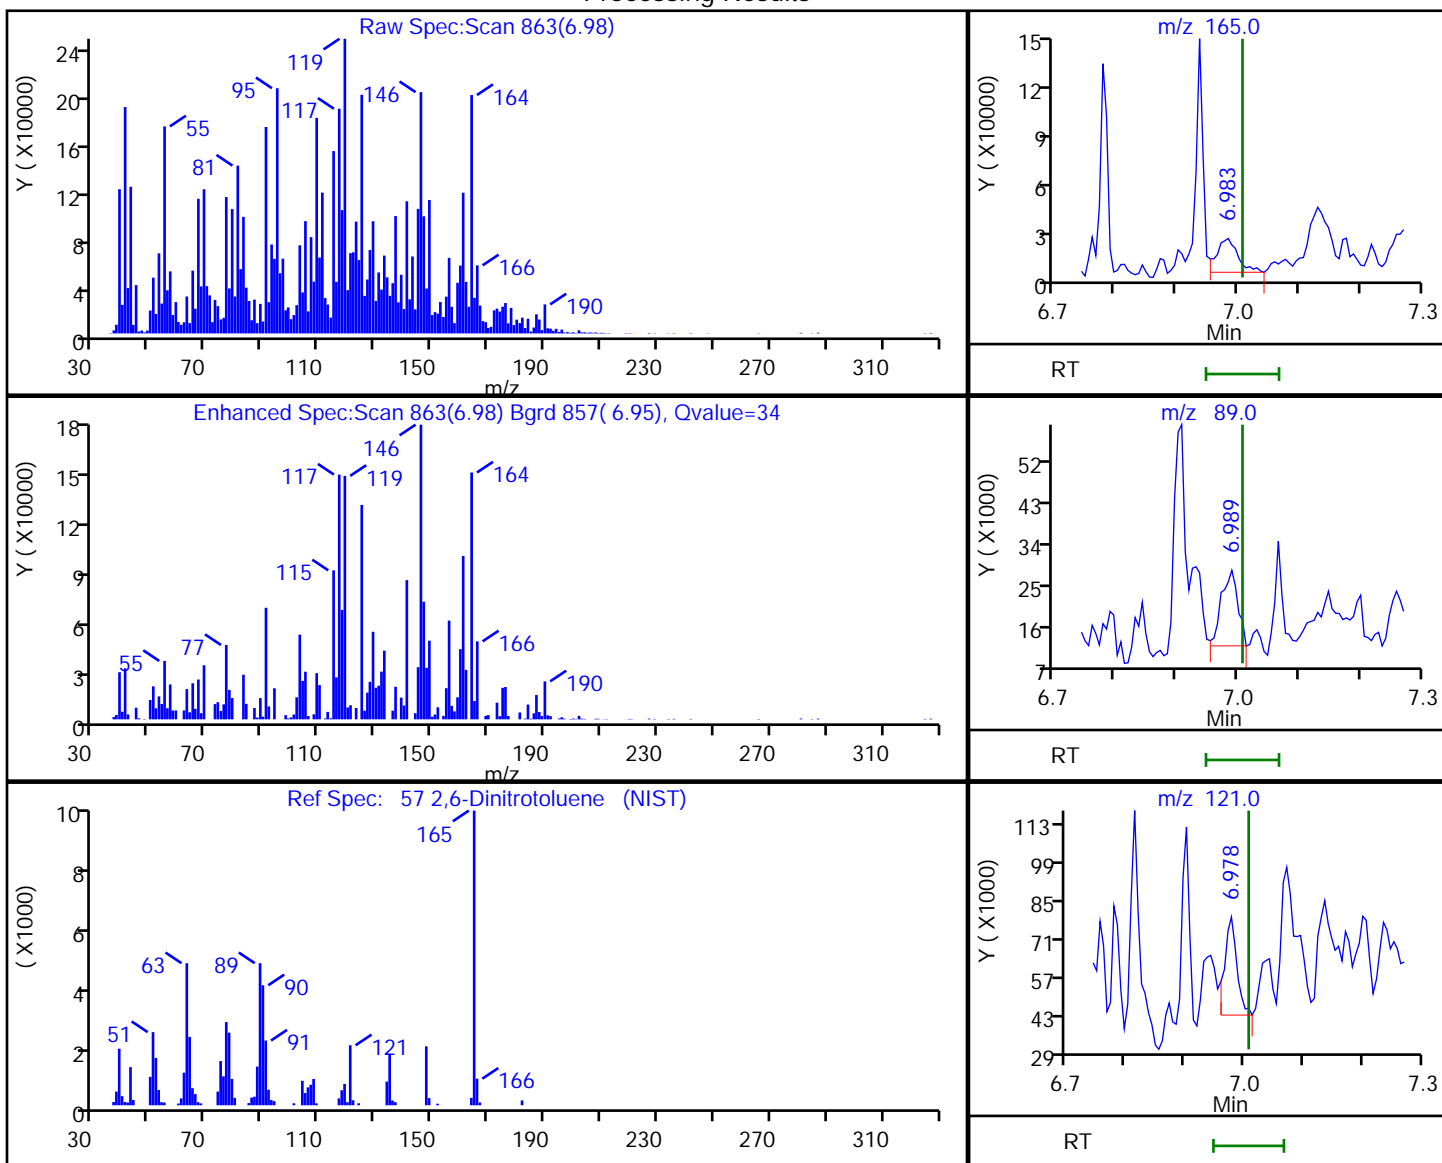 Processing Results
Raw Spec:Scan 863(6.98)
Y ( X10000)
24
20
16
12
8
4
0
119
95
117
146
164
55
81
166
190
30 70 110 150 190 230 270 310
m/z
m/z 165.0
Y ( X10000)
15
12
9
6
3
0
6.983
6.7 7.0 7.3
Min
RT
Enhanced Spec:Scan 863(6.98) Bgrd 857( 6.95), Qvalue=34
Y ( X10000)
18
15
12
9
6
3
0
146
117
119
164
115
77
55
166
190
30 70 110 150 190 230 270 310
m/z
m/z 89.0
Y ( X1000)
52
43
34
25
16
7
6.989
6.7 7.0 7.3
Min
RT
Ref Spec: 57 2,6-Dinitrotoluene (NIST)
( X1000)
10
8
6
4
2
0
165
63
89
90
51
91
121
166
30 70 110 150 190 230 270 310
m/z 121.0
Y ( X1000)
113
99
85
71
57
43
29
6.978
6.7 7.0 7.3
Min
RT